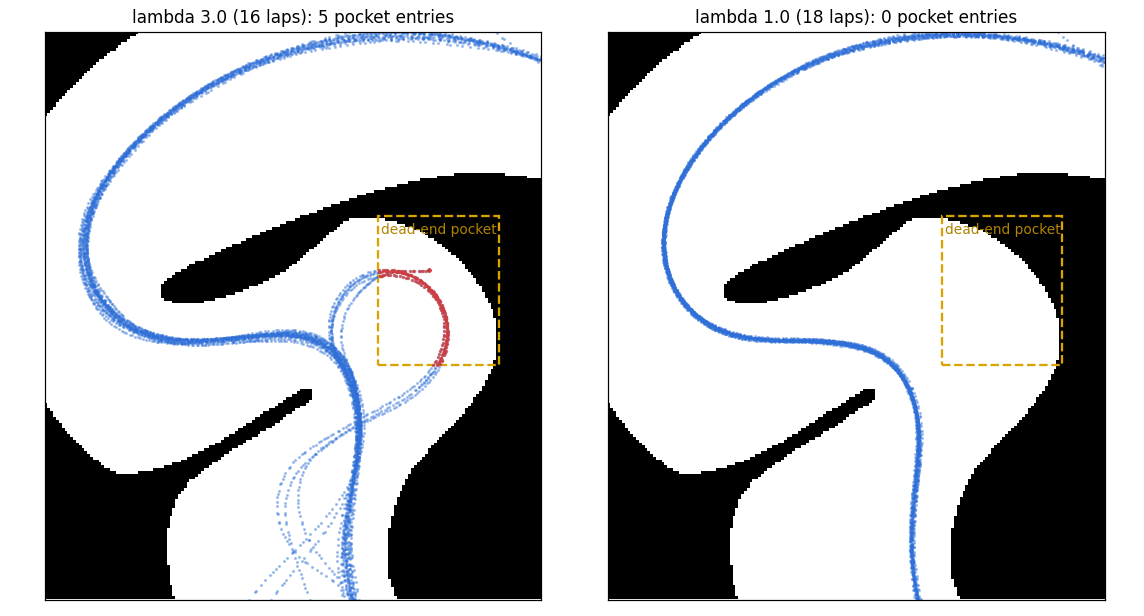 lambda 3.0 (16 laps): 5 pocket entries
lambda 1.0 (18 laps): 0 pocket entries
dead-end pocket
dead-end pocket